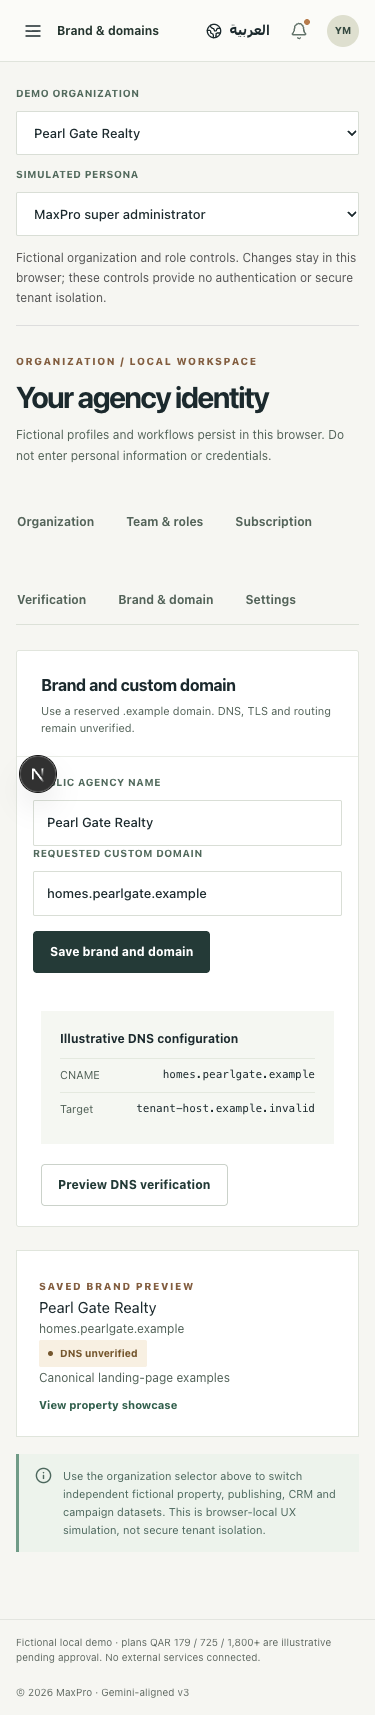 Brand & domains
العربية
YM
DEMO ORGANIZATION
Pearl Gate Realty
SIMULATED PERSONA
MaxPro super administrator
Fictional organization and role controls. Changes stay in this
browser; these controls provide no authentication or secure
tenant isolation.
ORGANIZATION / LOCAL WORKSPACE
Your agency identity
Fictional profiles and workflows persist in this browser. Do
not enter personal information or credentials.
Organization Team & roles Subscription
Verification Brand & domain Settings
Brand and custom domain
Use a reserved .example domain. DNS, TLS and routing
remain unverified.
N
LIC AGENCY NAME
Pearl Gate Realty
REQUESTED CUSTOM DOMAIN
homes.pearlgate.example
Save brand and domain
Illustrative DNS configuration
CNAME homes.pearlgate.example
Target tenant-host.example.invalid
Preview DNS verification
SAVED BRAND PREVIEW
Pearl Gate Realty
homes.pearlgate.example
DNS unverified
Canonical landing-page examples
View property showcase
Use the organization selector above to switch
independent fictional property, publishing, CRM and
campaign datasets. This is browser-local UX
simulation, not secure tenant isolation.
Fictional local demo · plans QAR 179 / 725 / 1,800+ are illustrative
pending approval. No external services connected.
© 2026 MaxPro · Gemini-aligned v3